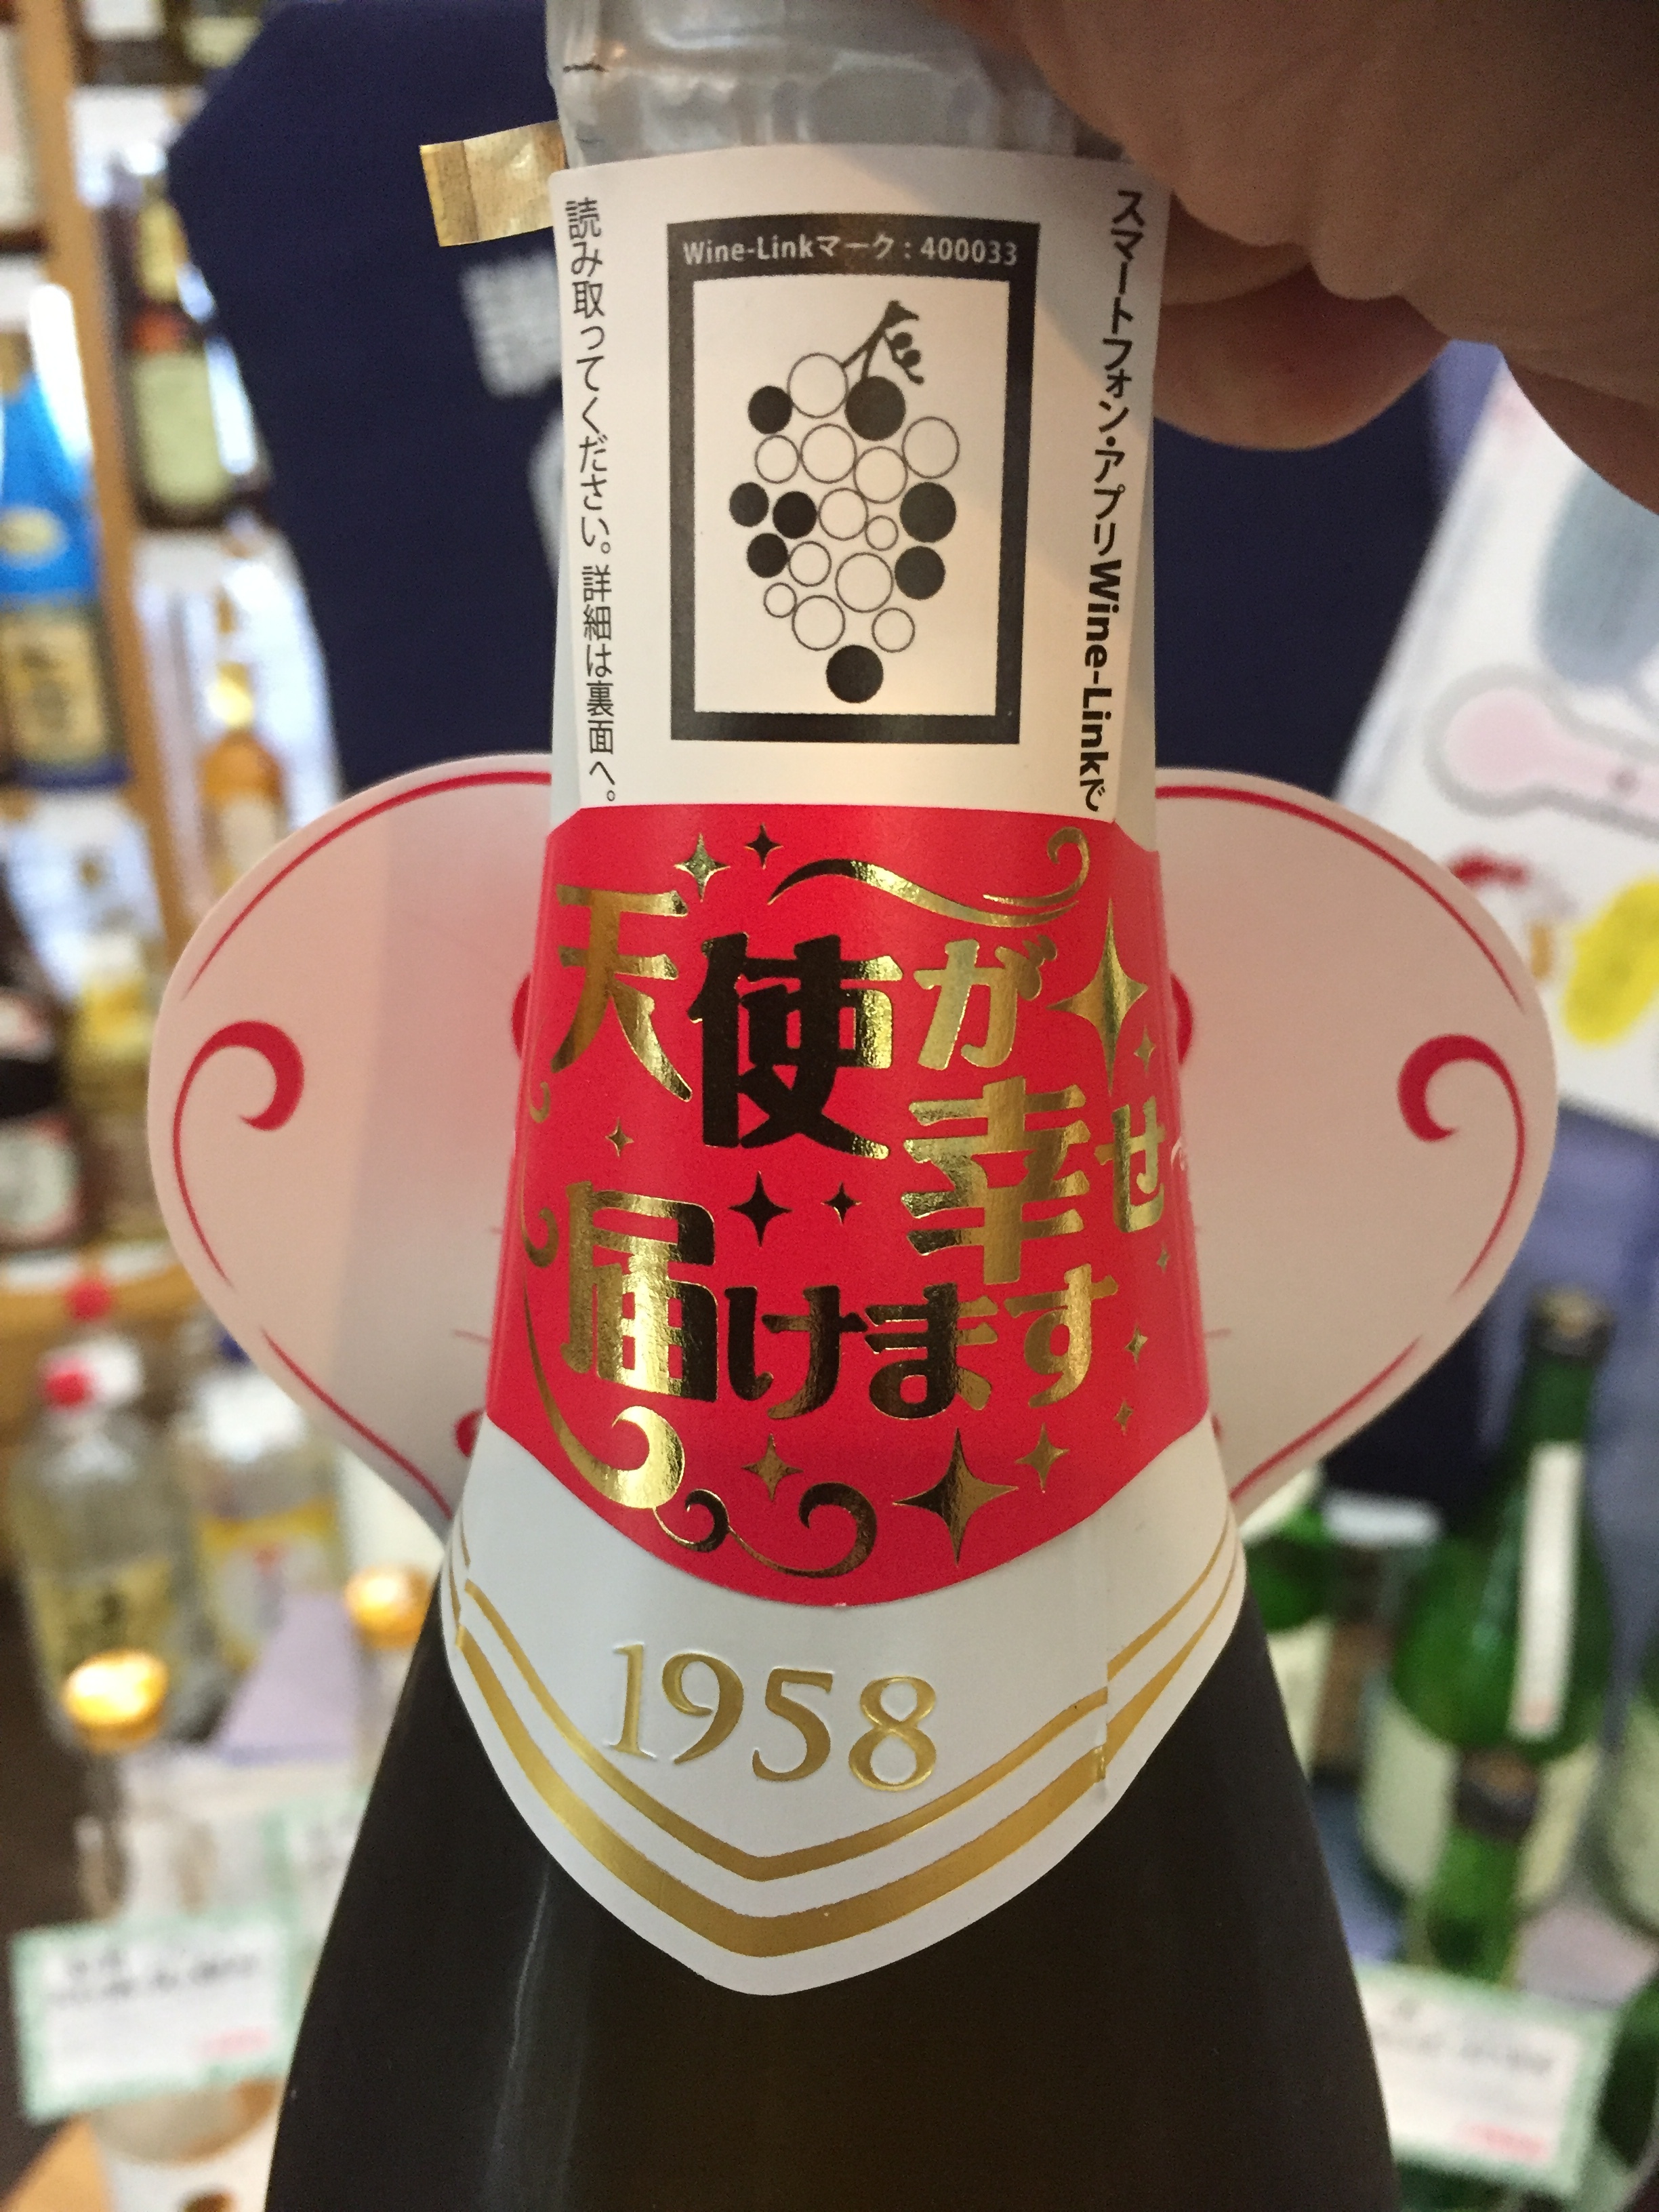 Wine-Linkマーク：400033
スマートフォン・アプリWine-Linkで
読み取ってください。詳細は裏面へ。
天使が
幸せ
届けます
1958